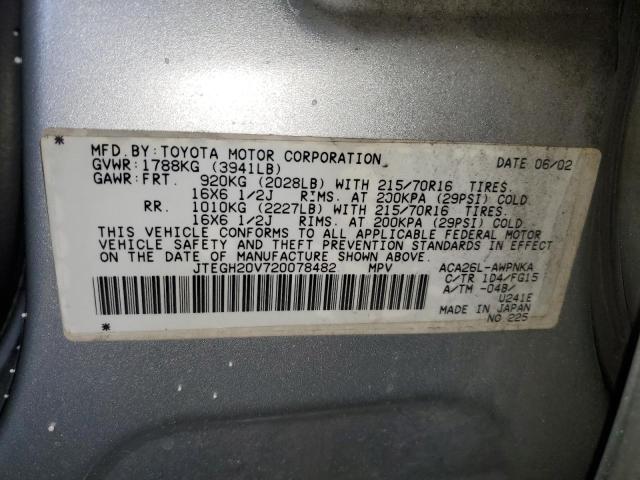 MFD. BY: TOYOTA MOTOR CORPORATION DATE 06/02
GVWR: 1788KG (3941LB)
GAWR: FRT. 920KG (2028LB) WITH 215/70R16 TIRES.
16X6 1/2J RIMS. AT 200KPA (29PSI) COLD
RR. 1010KG (2227LB) WITH 215/70R16 TIRES.
16X6 1/2J RIMS. AT 200KPA (29PSI) COLD
THIS VEHICLE CONFORMS TO ALL APPLICABLE FEDERAL MOTOR
VEHICLE SAFETY AND THEFT PREVENTION STANDARDS IN EFFECT
ON THE DATE OF MANUFACTURE SHOWN ABOVE.
JTEGH20V720078482 MPV ACA26L-AWPNKA
C/TR 1D4/FG15
A/TM -04B/
U241E
MADE IN JAPAN
NO 225